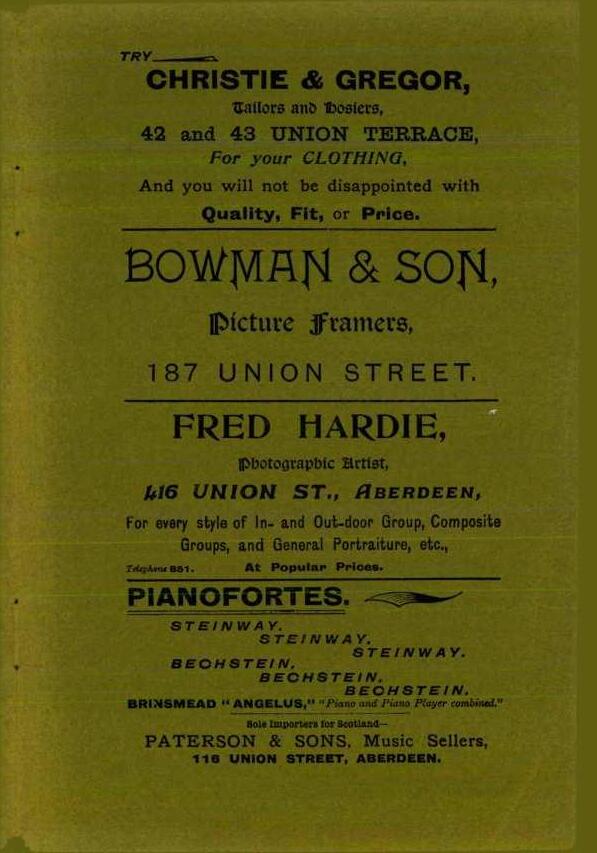 TRY
CHRISTIE & GREGOR,
Tailors and Hosiers,
42 and 43 UNION TERRACE,
For your CLOTHING,
And you will not be disappointed with
Quality, Fit, or Price.
BOWMAN & SON,
Picture Framers,
187 UNION STREET.
FRED HARDIE,
Photographic Artist,
416 UNION ST., ABERDEEN,
For every style of In- and Out-door Group, Composite
Groups, and General Portraiture, etc.,
Telephone 851. At Popular Prices.
PIANOFORTES.
STEINWAY.
STEINWAY.
STEINWAY.
BECHSTEIN.
BECHSTEIN.
BECHSTEIN.
BRINSMEAD "ANGELUS," "Piano and Piano Player combined."
Sole Importers for Scotland—
PATERSON & SONS, Music Sellers,
116 UNION STREET, ABERDEEN.